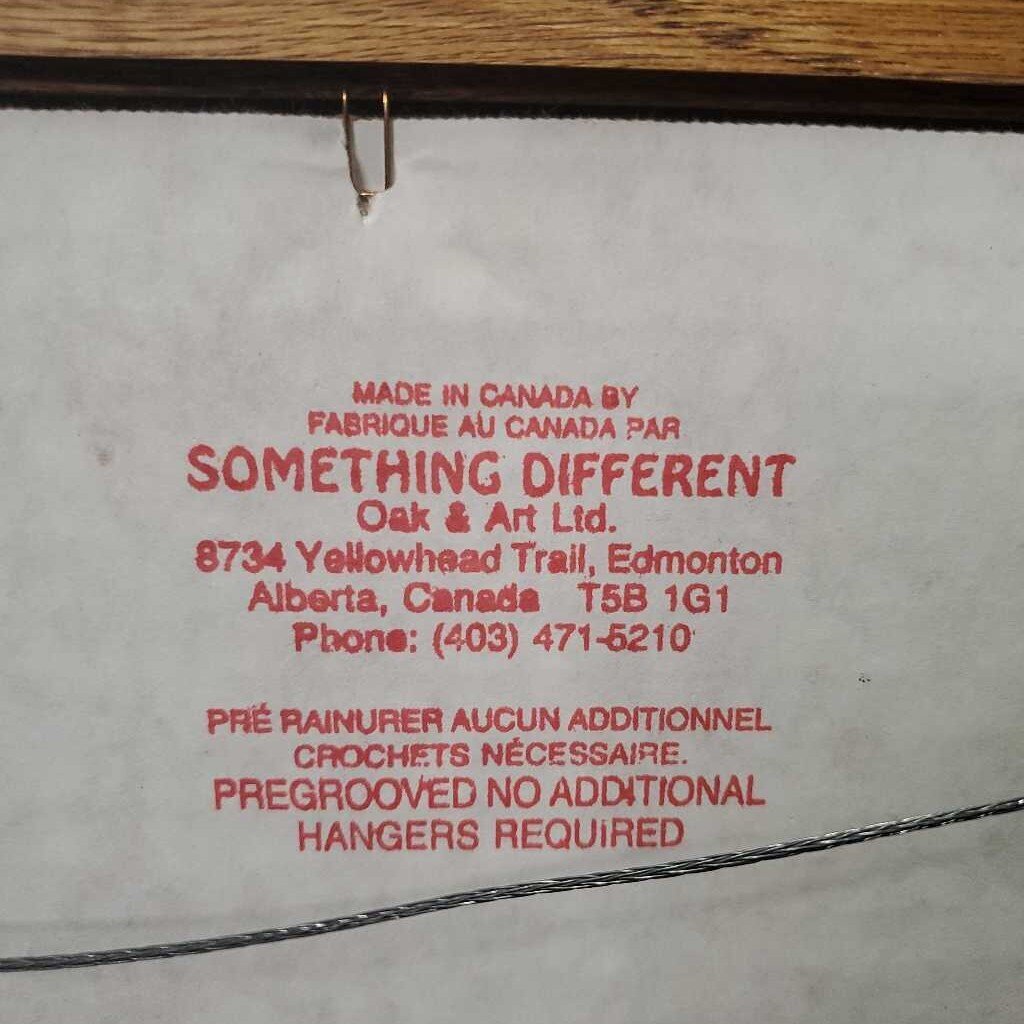 MADE IN CANADA BY
FABRIQUE AU CANADA PAR
SOMETHING DIFFERENT
Oak & Art Ltd.
8734 Yellowhead Trail, Edmonton
Alberta, Canada T5B 1G1
Phone: (403) 471-5210
PRÉ RAINURER AUCUN ADDITIONNEL
CROCHETS NÉCESSAIRE.
PREGROOVED NO ADDITIONAL
HANGERS REQUIRED